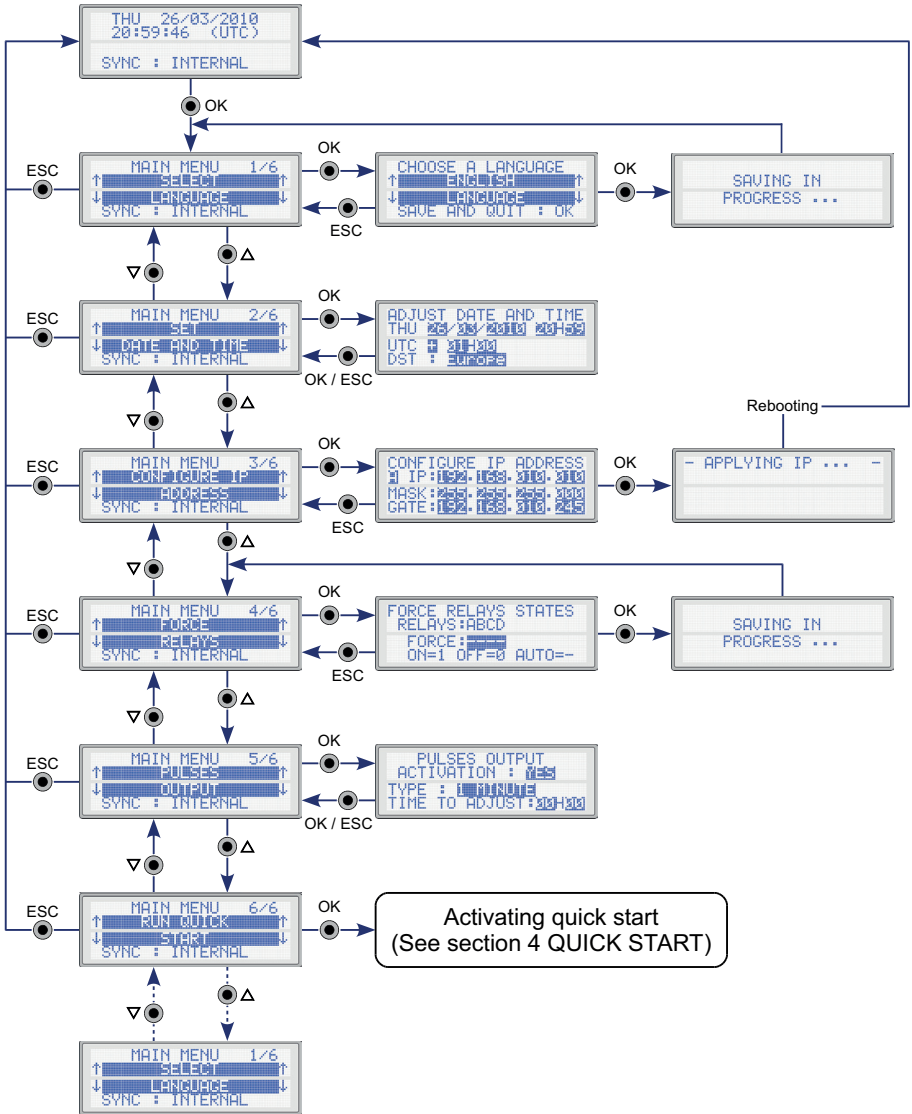 THU 26/03/2010
20:59:46 (UTC)
SYNC : INTERNAL
OK
ESC
MAIN MENU 1/6
↑ SELECT ↑
↓ LANGUAGE ↓
SYNC : INTERNAL
OK
ESC
CHOOSE A LANGUAGE
↑ ENGLISH ↑
↓ LANGUAGE ↓
SAVE AND QUIT : OK
OK
SAVING IN
PROGRESS ...
▽
△
ESC
MAIN MENU 2/6
↑ SET ↑
↓ DATE AND TIME ↓
SYNC : INTERNAL
OK
OK / ESC
ADJUST DATE AND TIME
THU 26/03/2010 20H59
UTC + 01H00
DST : Europe
▽
△
Rebooting
ESC
MAIN MENU 3/6
↑ CONFIGURE IP ↑
↓ ADDRESS ↓
SYNC : INTERNAL
OK
ESC
CONFIGURE IP ADDRESS
A IP:192.168.010.010
MASK:255.255.255.000
GATE:192.168.010.245
OK
- APPLYING IP ... -
▽
△
ESC
MAIN MENU 4/6
↑ FORCE ↑
↓ RELAYS ↓
SYNC : INTERNAL
OK
ESC
FORCE RELAYS STATES
RELAYS:ABCD
FORCE:----
ON=1 OFF=0 AUTO=-
OK
SAVING IN
PROGRESS ...
▽
△
ESC
MAIN MENU 5/6
↑ PULSES ↑
↓ OUTPUT ↓
SYNC : INTERNAL
OK
OK / ESC
PULSES OUTPUT
ACTIVATION : YES
TYPE : 1 MINUTE
TIME TO ADJUST:00H00
▽
△
ESC
MAIN MENU 6/6
↑ RUN QUICK ↑
↓ START ↓
SYNC : INTERNAL
OK
Activating quick start
(See section 4 QUICK START)
▽
△
MAIN MENU 1/6
↑ SELECT ↑
↓ LANGUAGE ↓
SYNC : INTERNAL